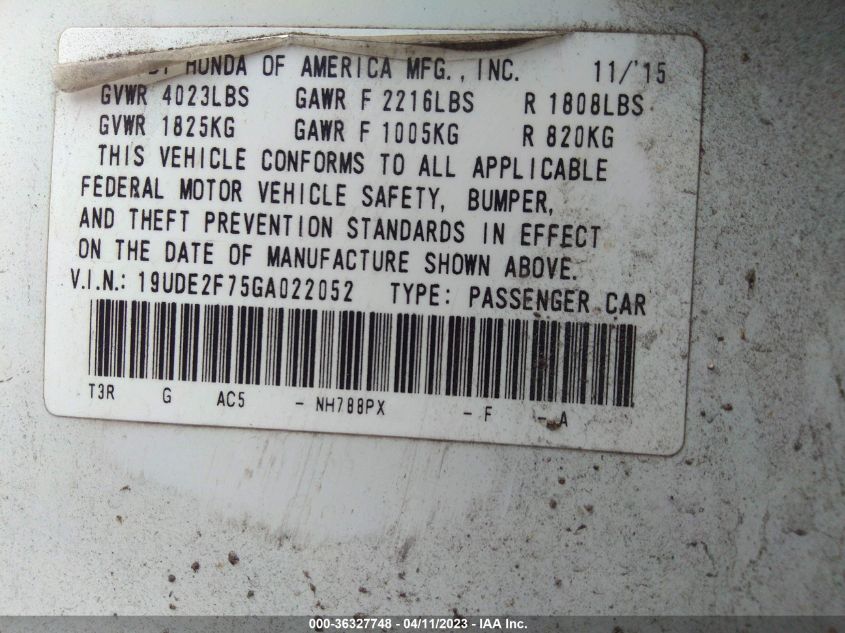 HONDA OF AMERICA MFG., INC. 11/'15
GVWR 4023LBS GAWR F 2216LBS R 1808LBS
GVWR 1825KG GAWR F 1005KG R 820KG
THIS VEHICLE CONFORMS TO ALL APPLICABLE
FEDERAL MOTOR VEHICLE SAFETY, BUMPER,
AND THEFT PREVENTION STANDARDS IN EFFECT
ON THE DATE OF MANUFACTURE SHOWN ABOVE.
V.I.N.: 19UDE2F75GA022052 TYPE: PASSENGER CAR
T3R G AC5 - NH788PX - F - A
000-36327748 - 04/11/2023 - IAA Inc.